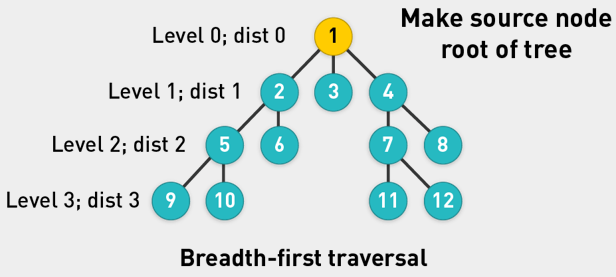 Make source node
root of tree
Level 0; dist 0
1
Level 1; dist 1
2 3 4
Level 2; dist 2
5 6 7 8
Level 3; dist 3
9 10 11 12
Breadth-first traversal